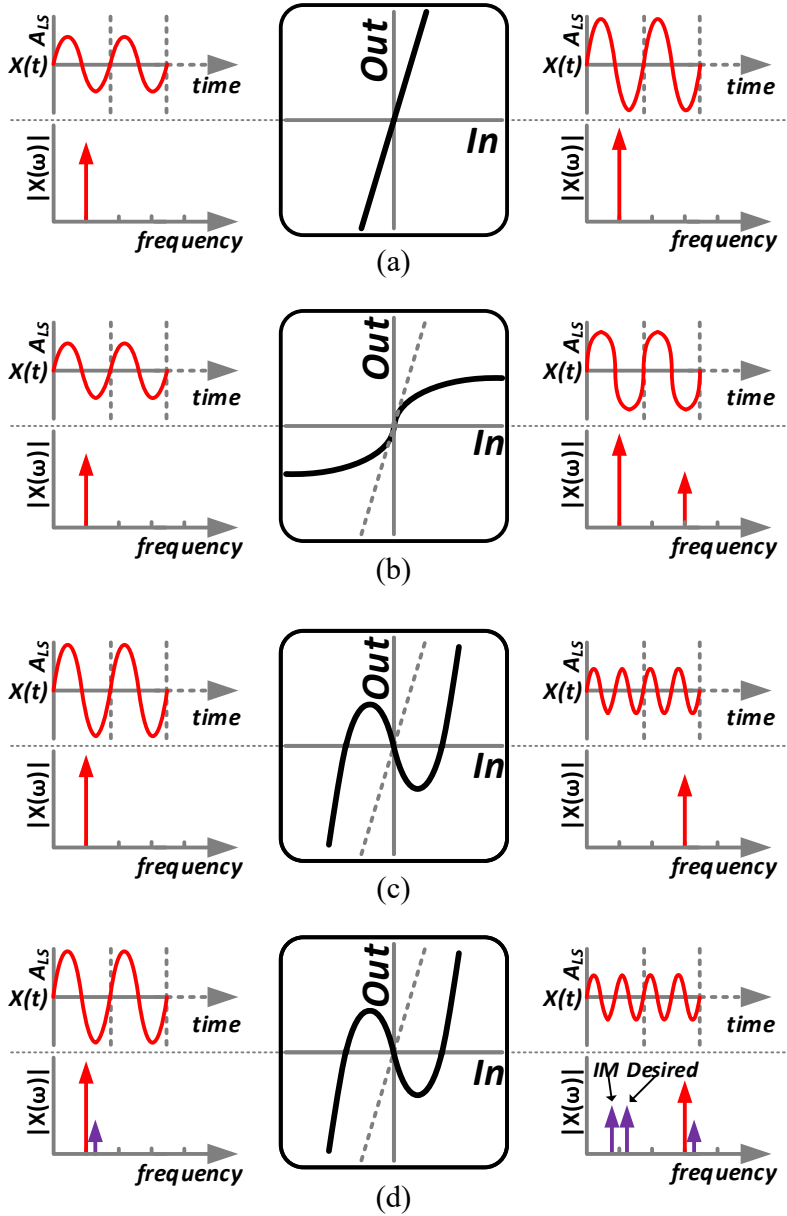 A_LS
X(t)
time
|X(ω)|
frequency
Out
In
A_LS
X(t)
time
|X(ω)|
frequency
(a)
A_LS
X(t)
time
|X(ω)|
frequency
Out
In
A_LS
X(t)
time
|X(ω)|
frequency
(b)
A_LS
X(t)
time
|X(ω)|
frequency
Out
In
A_LS
X(t)
time
|X(ω)|
frequency
(c)
A_LS
X(t)
time
|X(ω)|
frequency
Out
In
A_LS
X(t)
time
IM Desired
|X(ω)|
frequency
(d)